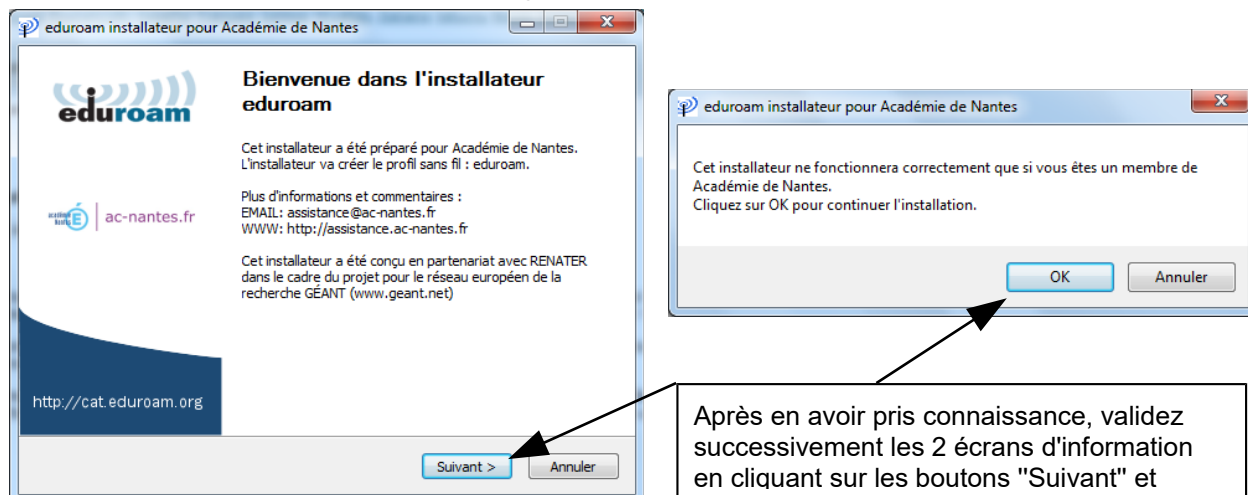 eduroam installateur pour Académie de Nantes
eduroam
ac-nantes.fr
http://cat.eduroam.org
Bienvenue dans l'installateur
eduroam
Cet installateur a été préparé pour Académie de Nantes.
L'installateur va créer le profil sans fil : eduroam.
Plus d'informations et commentaires :
EMAIL: assistance@ac-nantes.fr
WWW: http://assistance.ac-nantes.fr
Cet installateur a été conçu en partenariat avec RENATER
dans le cadre du projet pour le réseau européen de la
recherche GÉANT (www.geant.net)
Suivant >
Annuler
eduroam installateur pour Académie de Nantes
Cet installateur ne fonctionnera correctement que si vous êtes un membre de
Académie de Nantes.
Cliquez sur OK pour continuer l'installation.
OK
Annuler
Après en avoir pris connaissance, validez
successivement les 2 écrans d'information
en cliquant sur les boutons "Suivant" et